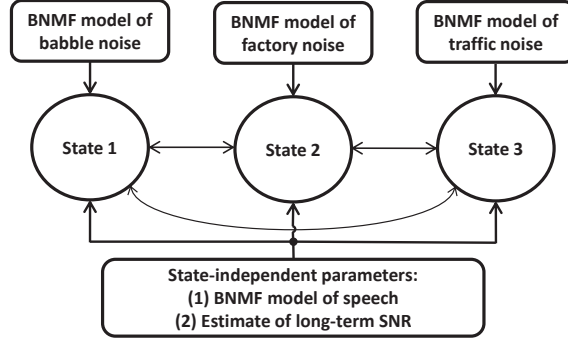 BNMF model of
babble noise
BNMF model of
factory noise
BNMF model of
traffic noise
State 1
State 2
State 3
State-independent parameters:
(1) BNMF model of speech
(2) Estimate of long-term SNR